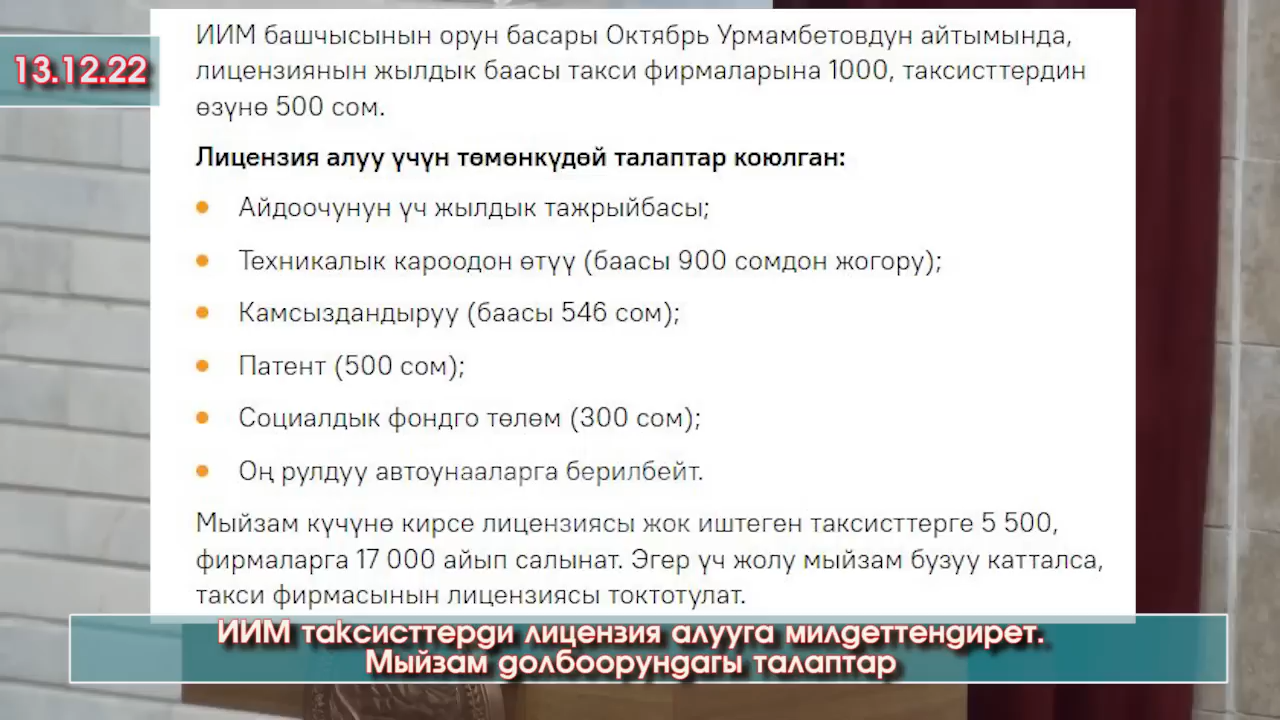 13.12.22
ИИМ башчысынын орун басары Октябрь Урмамбетовдун айтымында,
лицензиянын жылдык баасы такси фирмаларына 1000, таксисттердин
өзүнө 500 сом.
Лицензия алуу үчүн төмөнкүдөй талаптар коюлган:
Айдоочунун үч жылдык тажрыйбасы;
Техникалык кароодон өтүү (баасы 900 сомдон жогору);
Камсыздандыруу (баасы 546 сом);
Патент (500 сом);
Социалдык фондго төлөм (300 сом);
Оң рулдуу автоунааларга берилбейт.
Мыйзам күчүнө кирсе лицензиясы жок иштеген таксисттерге 5 500,
фирмаларга 17 000 айып салынат. Эгер үч жолу мыйзам бузуу катталса,
такси фирмасынын лицензиясы токтотулат.
ИИМ таксисттерди лицензия алууга милдеттендирет.
Мыйзам долбоорундагы талаптар